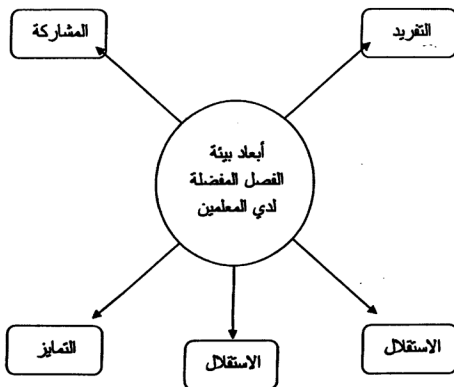 التفريد
المشاركة
أبعاد بيئة
الفصل المفضلة
لدي المعلمين
الاستقلال
الاستقلال
التمايز